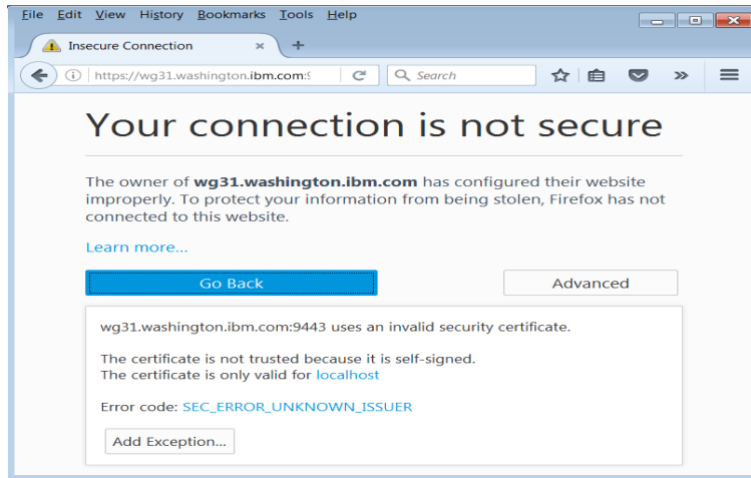 File Edit View History Bookmarks Tools Help
Insecure Connection × +
https://wg31.washington.ibm.com:9 Search »
Your connection is not secure
The owner of wg31.washington.ibm.com has configured their website
improperly. To protect your information from being stolen, Firefox has not
connected to this website.
Learn more...
Go Back Advanced
wg31.washington.ibm.com:9443 uses an invalid security certificate.
The certificate is not trusted because it is self-signed.
The certificate is only valid for localhost
Error code: SEC_ERROR_UNKNOWN_ISSUER
Add Exception...